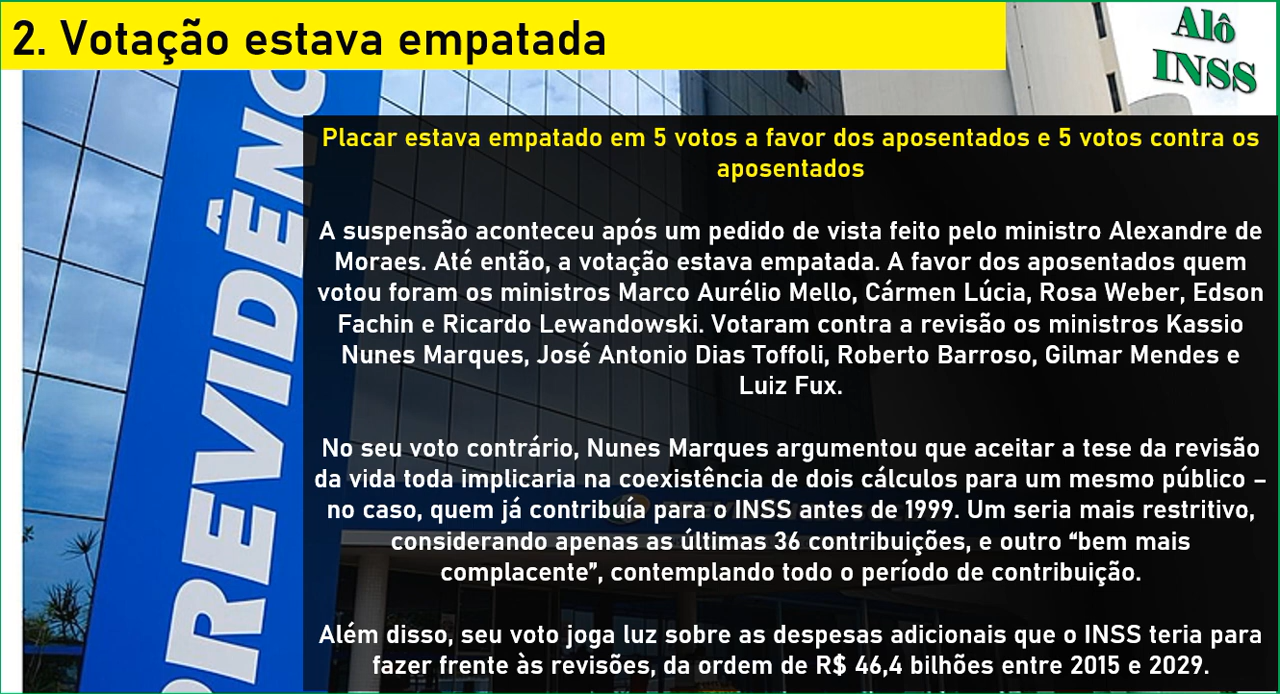 2. Votação estava empatada
Alô
INSS
PREVIDÊNC
Placar estava empatado em 5 votos a favor dos aposentados e 5 votos contra os
aposentados
A suspensão aconteceu após um pedido de vista feito pelo ministro Alexandre de
Moraes. Até então, a votação estava empatada. A favor dos aposentados quem
votou foram os ministros Marco Aurélio Mello, Cármen Lúcia, Rosa Weber, Edson
Fachin e Ricardo Lewandowski. Votaram contra a revisão os ministros Kassio
Nunes Marques, José Antonio Dias Toffoli, Roberto Barroso, Gilmar Mendes e
Luiz Fux.
No seu voto contrário, Nunes Marques argumentou que aceitar a tese da revisão
da vida toda implicaria na coexistência de dois cálculos para um mesmo público –
no caso, quem já contribuía para o INSS antes de 1999. Um seria mais restritivo,
considerando apenas as últimas 36 contribuições, e outro “bem mais
complacente”, contemplando todo o período de contribuição.
Além disso, seu voto joga luz sobre as despesas adicionais que o INSS teria para
fazer frente às revisões, da ordem de R$ 46,4 bilhões entre 2015 e 2029.